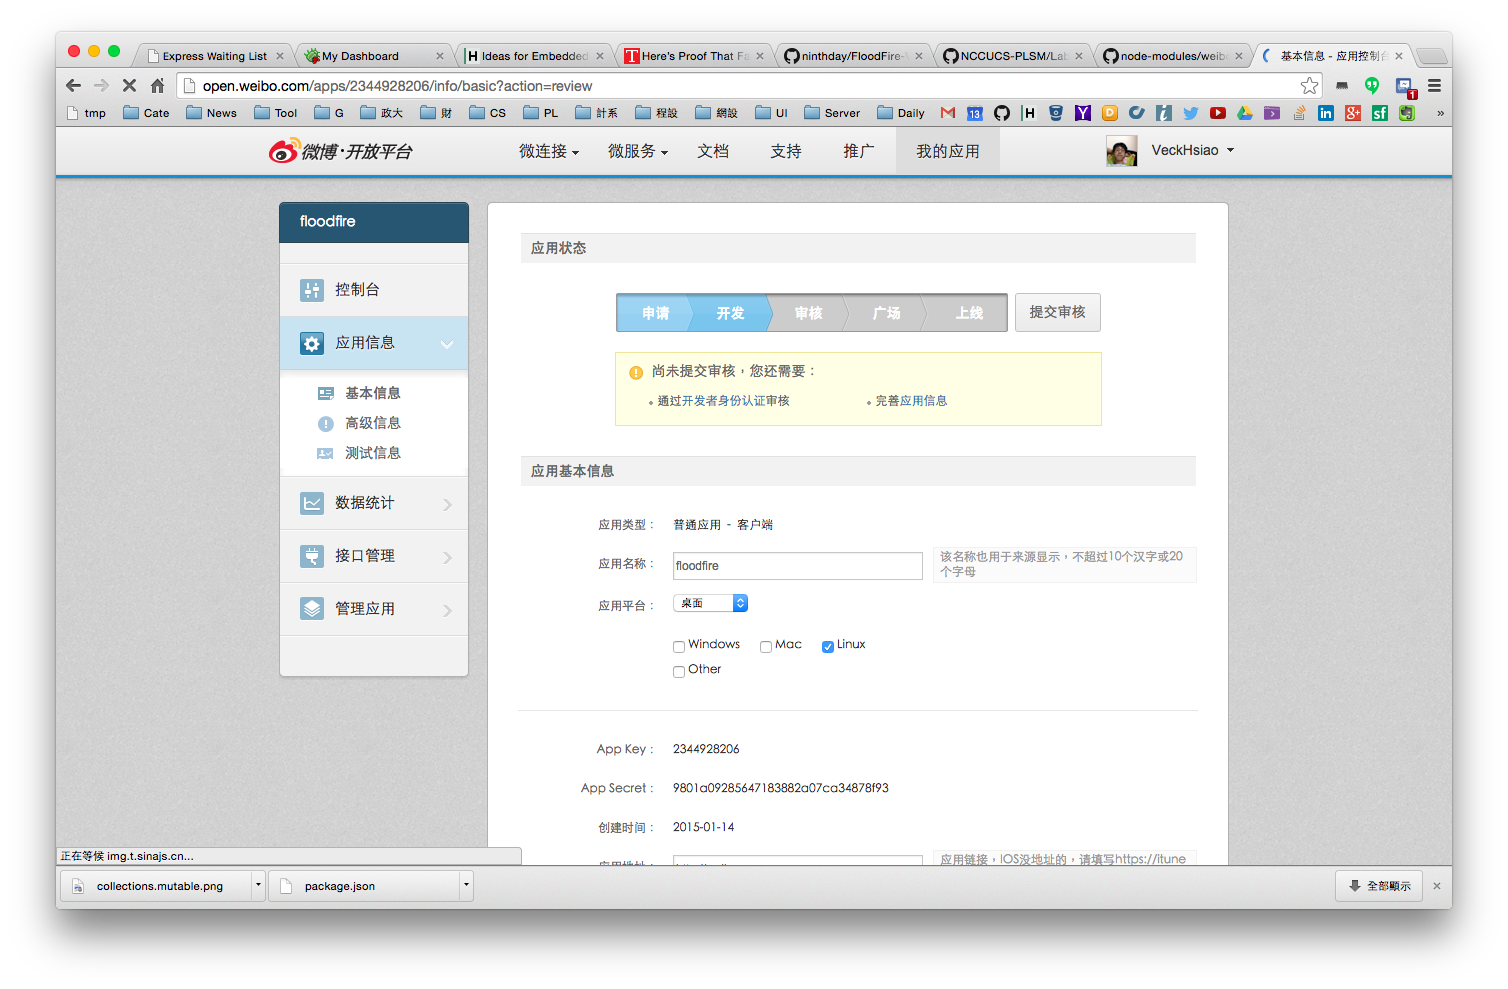 Express Waiting List
My Dashboard
Ideas for Embedded
Here's Proof That Fa
ninthday/FloodFire-
NCCUCS-PLSM/Lab
node-modules/weibo
基本信息 - 应用控制台
open.weibo.com/apps/2344928206/info/basic?action=review
tmp Cate News Tool G 政大 財 CS PL 計系 程設 網設 UI Server Daily »
微博·开放平台 微连接 微服务 文档 支持 推广 我的应用 VeckHsiao
floodfire
控制台
应用信息
基本信息
高级信息
测试信息
数据统计
接口管理
管理应用
应用状态
申请 开发 审核 广场 上线 提交审核
尚未提交审核，您还需要：
通过开发者身份认证审核 完善应用信息
应用基本信息
应用类型： 普通应用 - 客户端
应用名称： floodfire
该名称也用于来源显示，不超过10个汉字或20
个字母
应用平台： 桌面
Windows Mac Linux
Other
App Key： 2344928206
App Secret： 9801a09285647183882a07ca34878f93
创建时间： 2015-01-14
应用地址：
应用链接，IOS没地址的，请填写https://itune
正在等候 img.t.sinajs.cn...
collections.mutable.png package.json 全部顯示